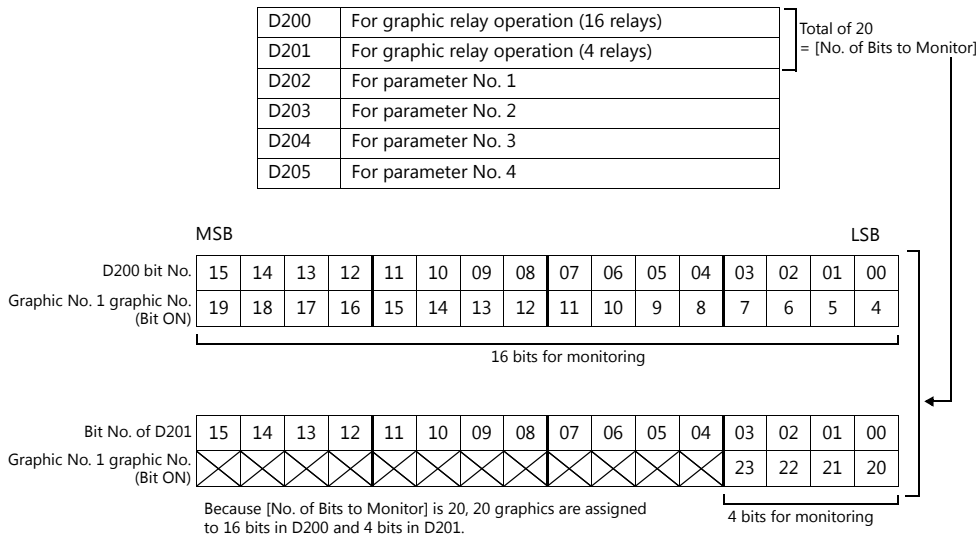 D200 For graphic relay operation (16 relays)
D201 For graphic relay operation (4 relays)
D202 For parameter No. 1
D203 For parameter No. 2
D204 For parameter No. 3
D205 For parameter No. 4
Total of 20
= [No. of Bits to Monitor]
MSB LSB
D200 bit No. 15 14 13 12 11 10 09 08 07 06 05 04 03 02 01 00
Graphic No. 1 graphic No.
(Bit ON) 19 18 17 16 15 14 13 12 11 10 9 8 7 6 5 4
16 bits for monitoring
Bit No. of D201 15 14 13 12 11 10 09 08 07 06 05 04 03 02 01 00
Graphic No. 1 graphic No.
(Bit ON) 23 22 21 20
Because [No. of Bits to Monitor] is 20, 20 graphics are assigned
to 16 bits in D200 and 4 bits in D201.
4 bits for monitoring